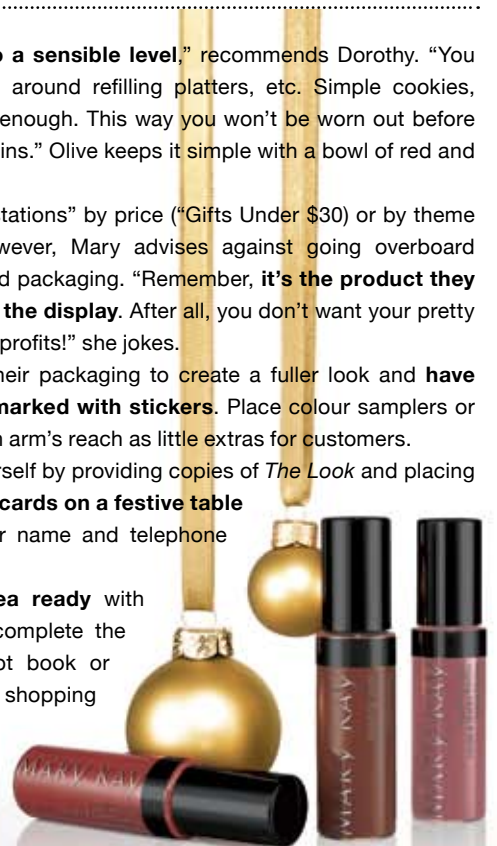 o a sensible level,” recommends Dorothy. “You
around refilling platters, etc. Simple cookies,
enough. This way you won’t be worn out before
ins.” Olive keeps it simple with a bowl of red and
stations” by price (“Gifts Under $30) or by theme
wever, Mary advises against going overboard
d packaging. “Remember, it’s the product they
the display. After all, you don’t want your pretty
profits!” she jokes.
heir packaging to create a fuller look and have
marked with stickers. Place colour samplers or
n arm’s reach as little extras for customers.
rself by providing copies of The Look and placing
cards on a festive table
r name and telephone
ea ready with
complete the
pt book or
shopping
MARY KAY
MARY KAY
MARY KAY